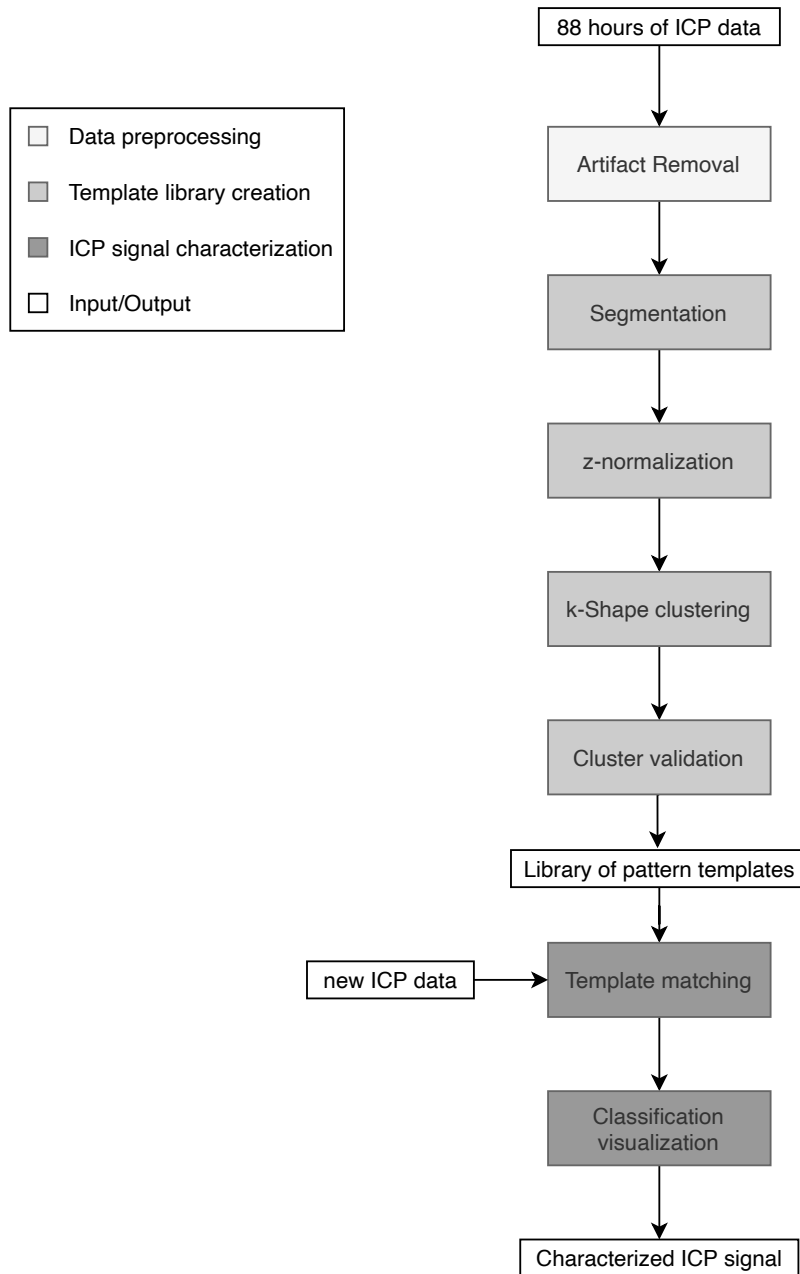 88 hours of ICP data
Data preprocessing
Template library creation
ICP signal characterization
Input/Output
Artifact Removal
Segmentation
z-normalization
k-Shape clustering
Cluster validation
Library of pattern templates
new ICP data
Template matching
Classification
visualization
Characterized ICP signal